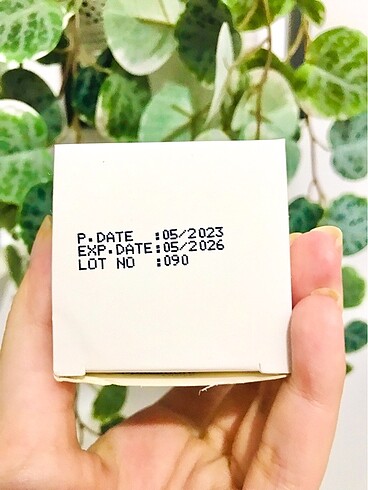 P.DATE :05/2023
EXP.DATE:05/2026
LOT NO :090